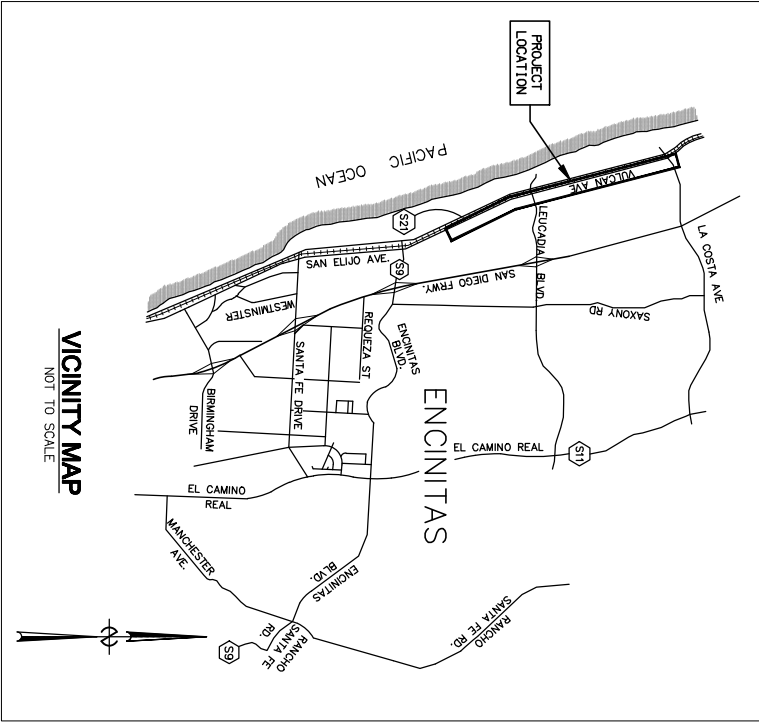 PROJECT
LOCATION
PACIFIC OCEAN
VULCAN AVE
LA COSTA AVE
LEUCADIA BLVD
S21
S9
SAN ELIJO AVE.
SAN DIEGO FRWY.
SAXONY RD
WESTMINSTER
REQUEZA ST
ENCINITAS
BLVD.
SANTA FE DRIVE
BIRMINGHAM
DRIVE
ENCINITAS
EL CAMINO REAL
S11
EL CAMINO
REAL
MANCHESTER
AVE.
ENCINITAS
BLVD.
RANCHO
SANTA FE
RD.
S9
RANCHO
SANTA FE RD.
VICINITY MAP
NOT TO SCALE